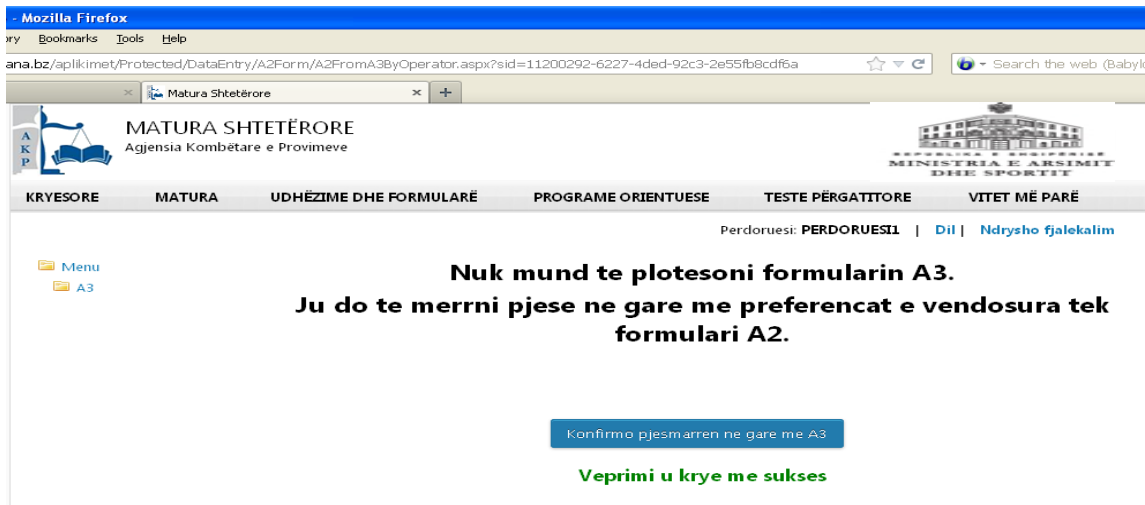 - Mozilla Firefox
ory Bookmarks Tools Help
ana.bz/aplikimet/Protected/DataEntry/A2Form/A2FromA3ByOperator.aspx?sid=11200292-6227-4ded-92c3-2e55fb8cdf6a Search the web (Babylo
Matura Shtetërore
AKP
MATURA SHTETËRORE
Agjensia Kombëtare e Provimeve
REPUBLIKA E SHQIPËRISË
MINISTRIA E ARSIMIT
DHE SPORTIT
KRYESORE MATURA UDHËZIME DHE FORMULARË PROGRAME ORIENTUESE TESTE PËRGATITORE VITET MË PARË
Perdoruesi: PERDORUESI1 | Dil | Ndrysho fjalekalim
Menu
A3
Nuk mund te plotesoni formularin A3.
Ju do te merrni pjese ne gare me preferencat e vendosura tek
formulari A2.
Konfirmo pjesmarren ne gare me A3
Veprimi u krye me sukses